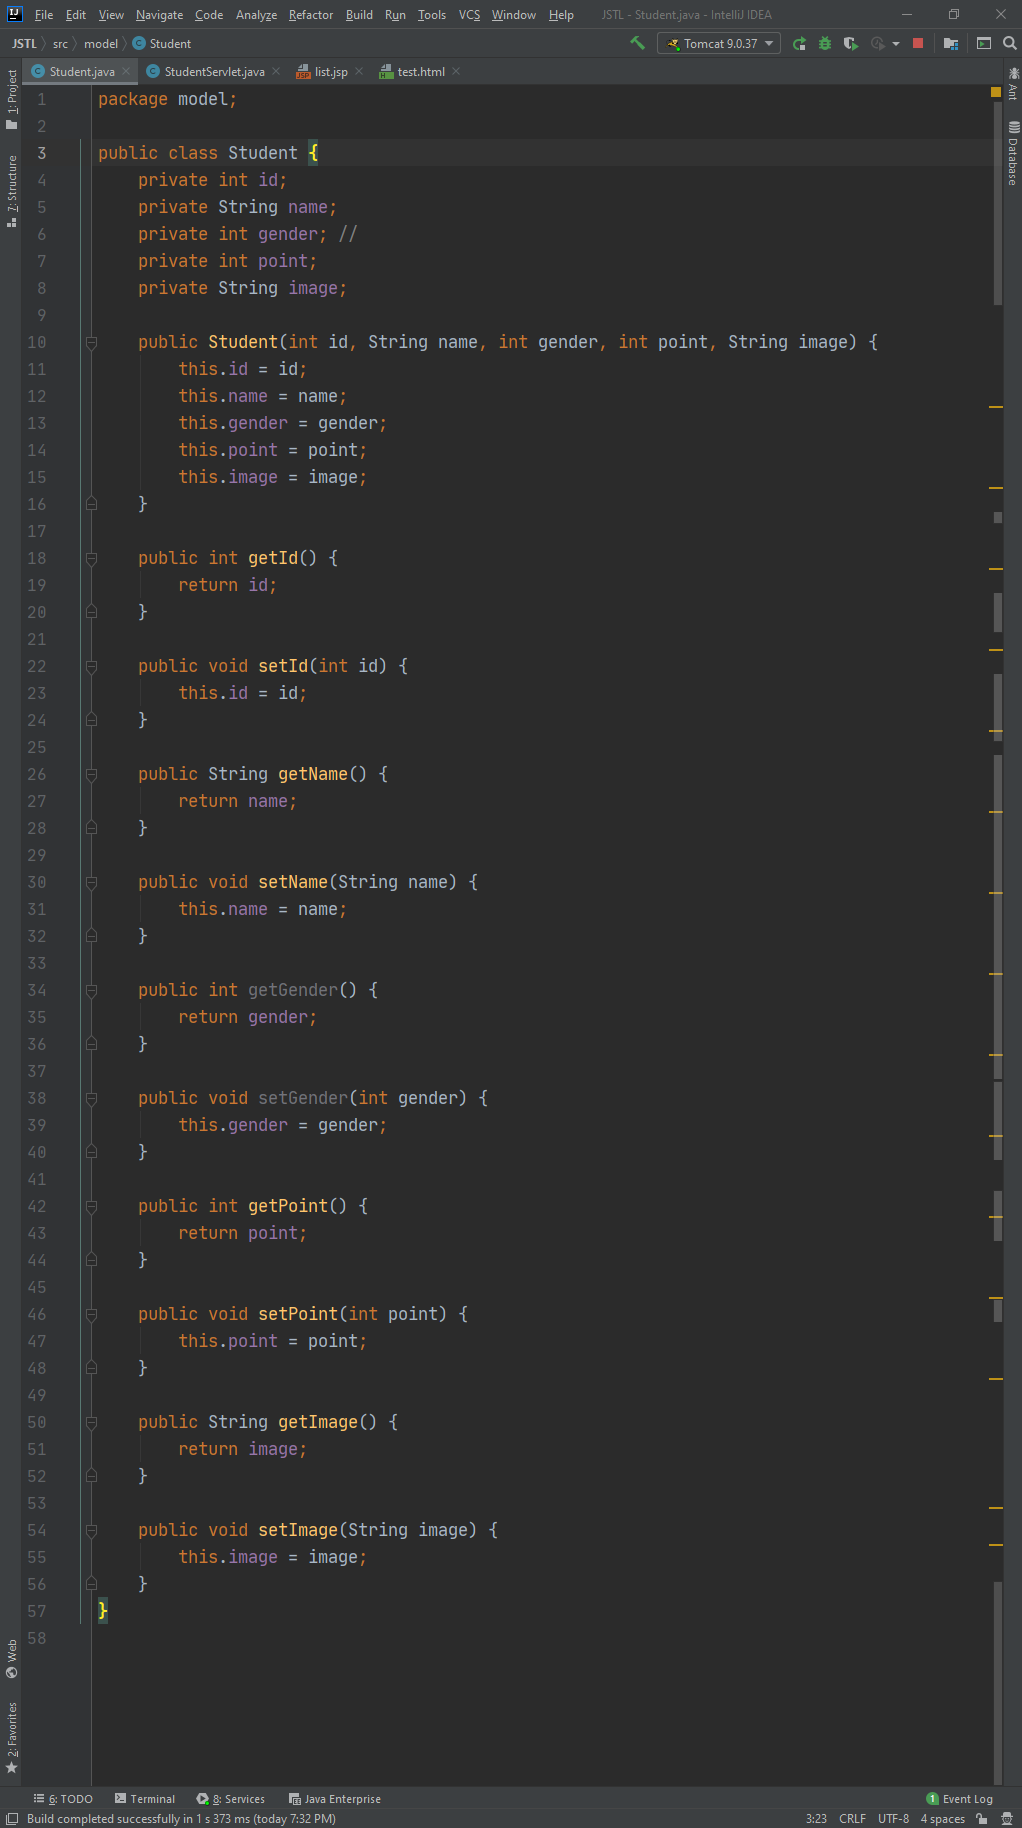 File Edit View Navigate Code Analyze Refactor Build Run Tools VCS Window Help JSTL - Student.java - IntelliJ IDEA
JSTL src model Student Tomcat 9.0.37
Student.java StudentServlet.java list.jsp test.html
1: Project
7: Structure
Ant
Database
1 package model;
2
3 public class Student {
4 private int id;
5 private String name;
6 private int gender; //
7 private int point;
8 private String image;
9
10 public Student(int id, String name, int gender, int point, String image) {
11 this.id = id;
12 this.name = name;
13 this.gender = gender;
14 this.point = point;
15 this.image = image;
16 }
17
18 public int getId() {
19 return id;
20 }
21
22 public void setId(int id) {
23 this.id = id;
24 }
25
26 public String getName() {
27 return name;
28 }
29
30 public void setName(String name) {
31 this.name = name;
32 }
33
34 public int getGender() {
35 return gender;
36 }
37
38 public void setGender(int gender) {
39 this.gender = gender;
40 }
41
42 public int getPoint() {
43 return point;
44 }
45
46 public void setPoint(int point) {
47 this.point = point;
48 }
49
50 public String getImage() {
51 return image;
52 }
53
54 public void setImage(String image) {
55 this.image = image;
56 }
57 }
58
Web
2: Favorites
6: TODO Terminal 8: Services Java Enterprise 1 Event Log
Build completed successfully in 1 s 373 ms (today 7:32 PM) 3:23 CRLF UTF-8 4 spaces